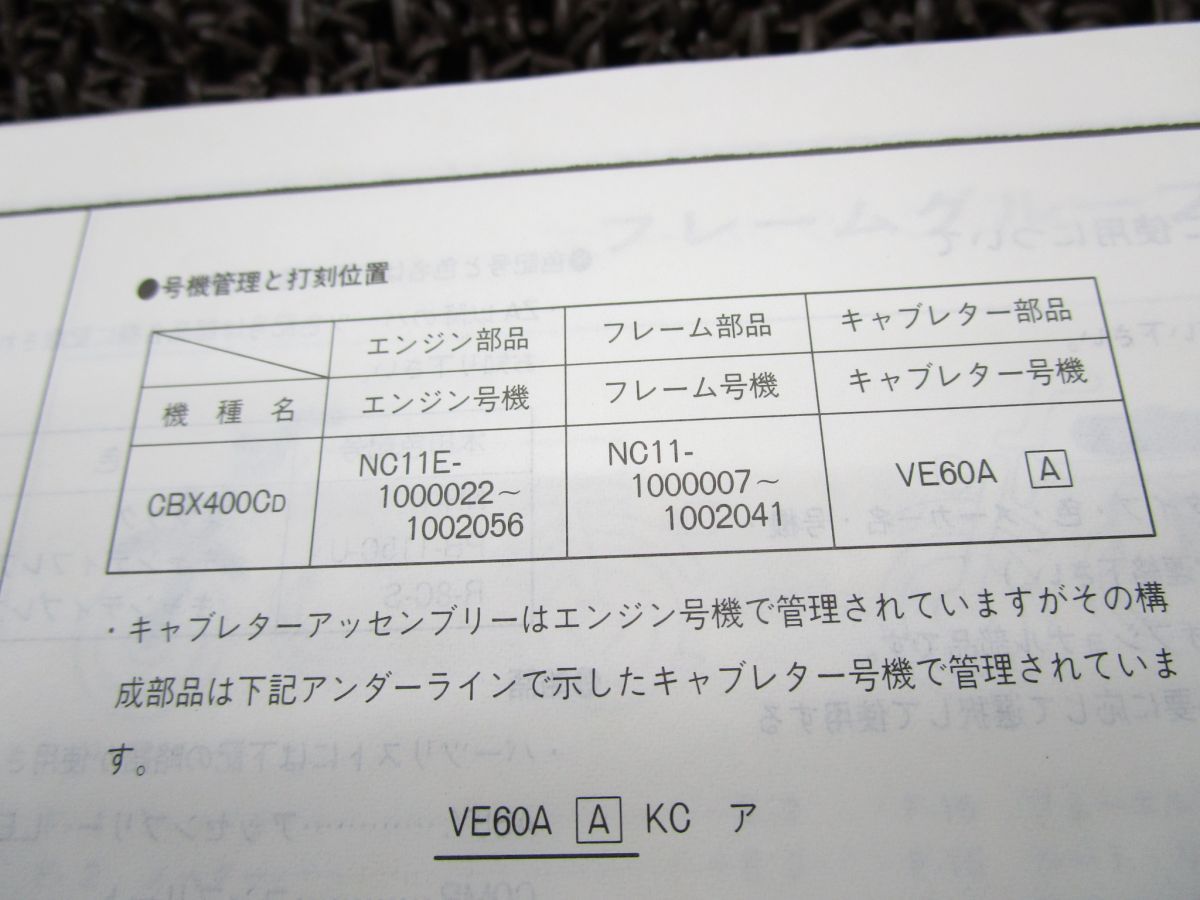 ●号機管理と打刻位置
エンジン部品 フレーム部品 キャブレター部品
機 種 名 エンジン号機 フレーム号機 キャブレター号機
CBX400CD NC11E- NC11- VE60A A
1000022～ 1000007～
1002056 1002041
・キャブレターアッセンブリーはエンジン号機で管理されていますがその構
成部品は下記アンダーラインで示したキャブレター号機で管理されていま
す。
VE60A A KC ア